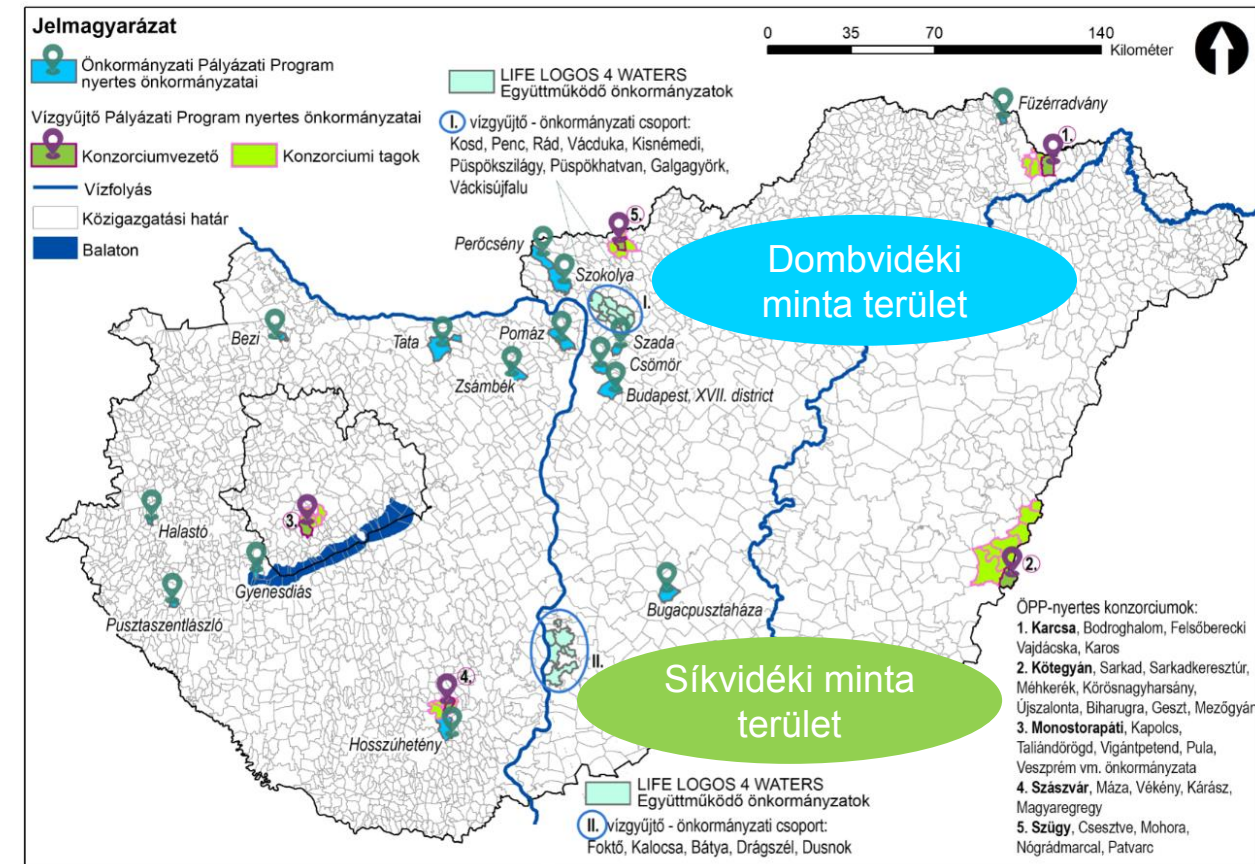 Jelmagyarázat
Önkormányzati Pályázati Program
nyertes önkormányzatai
Vízgyűjtő Pályázati Program nyertes önkormányzatai
Konzorciumvezető
Konzorciumi tagok
Vízfolyás
Közigazgatási határ
Balaton
LIFE LOGOS 4 WATERS
Együttműködő önkormányzatok
I. vízgyűjtő - önkormányzati csoport:
Kosd, Penc, Rád, Vácduka, Kisnémedi,
Püspökszilágy, Püspökhatvan, Galgagyörk,
Váckisújfalu
0 35 70 140
Kilométer
Füzérradvány
1.
5.
Perőcsény
Szokolya
Dombvidéki
minta terület
I.
Bezi
Tata
Pomáz
Szada
Csömör
Zsámbék
Budapest, XVII. district
Halastó
3.
Gyenesdiás
Pusztaszentlászló
2.
Bugacpusztaháza
II.
4.
Hosszúhetény
Síkvidéki minta
terület
LIFE LOGOS 4 WATERS
Együttműködő önkormányzatok
II. vízgyűjtő - önkormányzati csoport:
Foktő, Kalocsa, Bátya, Drágszél, Dusnok
ÖPP-nyertes konzorciumok:
1. Karcsa, Bodroghalom, Felsőberecki
Vajdácska, Karos
2. Kötegyán, Sarkad, Sarkadkeresztúr,
Méhkerék, Körösnagyharsány,
Újszalonta, Biharugra, Geszt, Mezőgyán
3. Monostorapáti, Kapolcs,
Taliándörögd, Vigántpetend, Pula,
Veszprém vm. önkormányzata
4. Szászvár, Máza, Vékény, Kárász,
Magyaregregy
5. Szügy, Csesztve, Mohora,
Nógrádmarcal, Patvarc